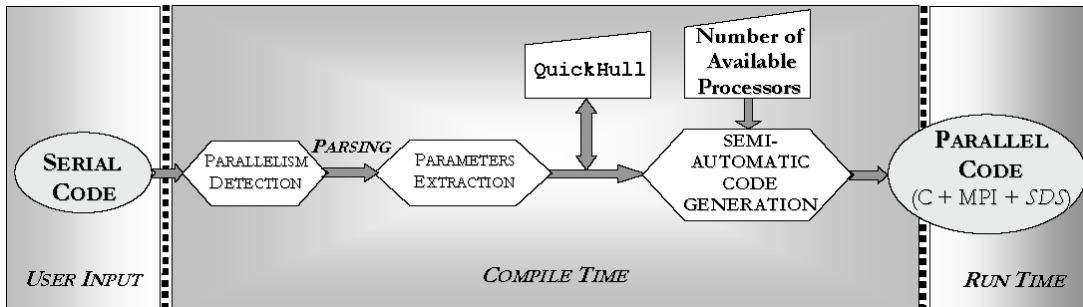 SERIAL
CODE
PARALLELISM
DETECTION
PARSING
PARAMETERS
EXTRACTION
QuickHull
Number of
Available
Processors
SEMI-
AUTOMATIC
CODE
GENERATION
PARALLEL
CODE
(C + MPI + SDS)
USER INPUT
COMPILE TIME
RUN TIME